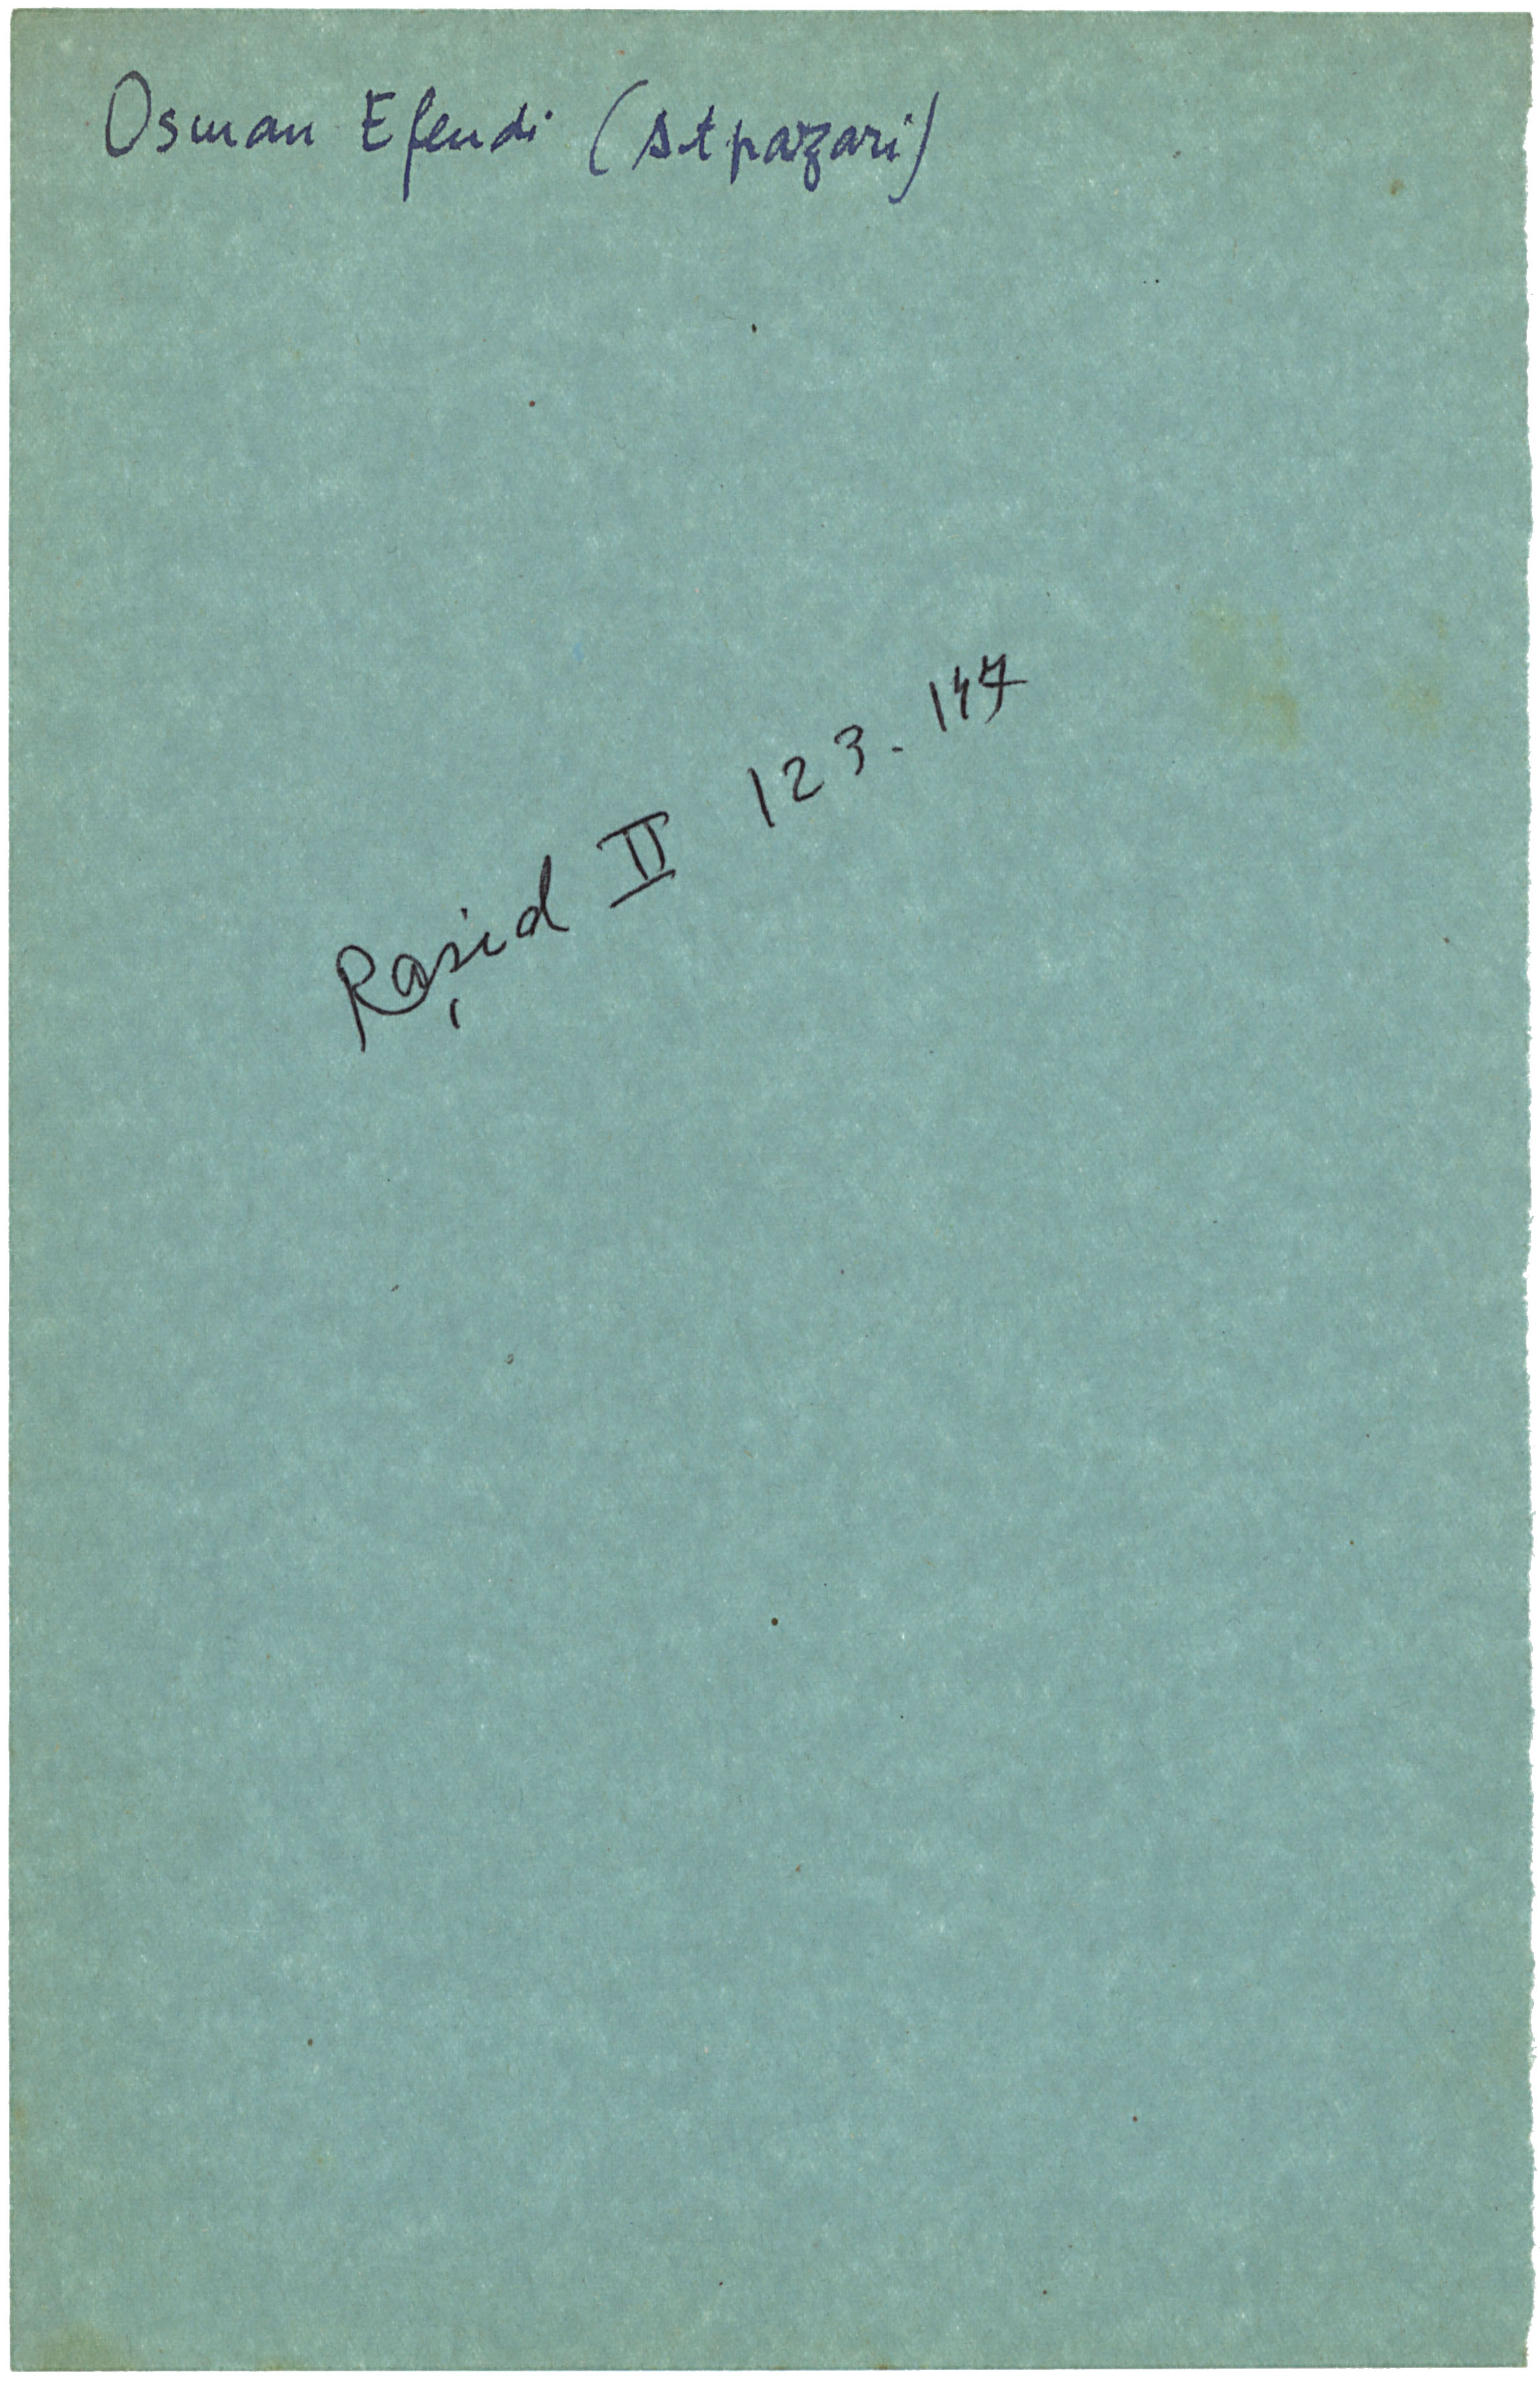 Osman Efendi (Atpazari)
Raşid II 123-147